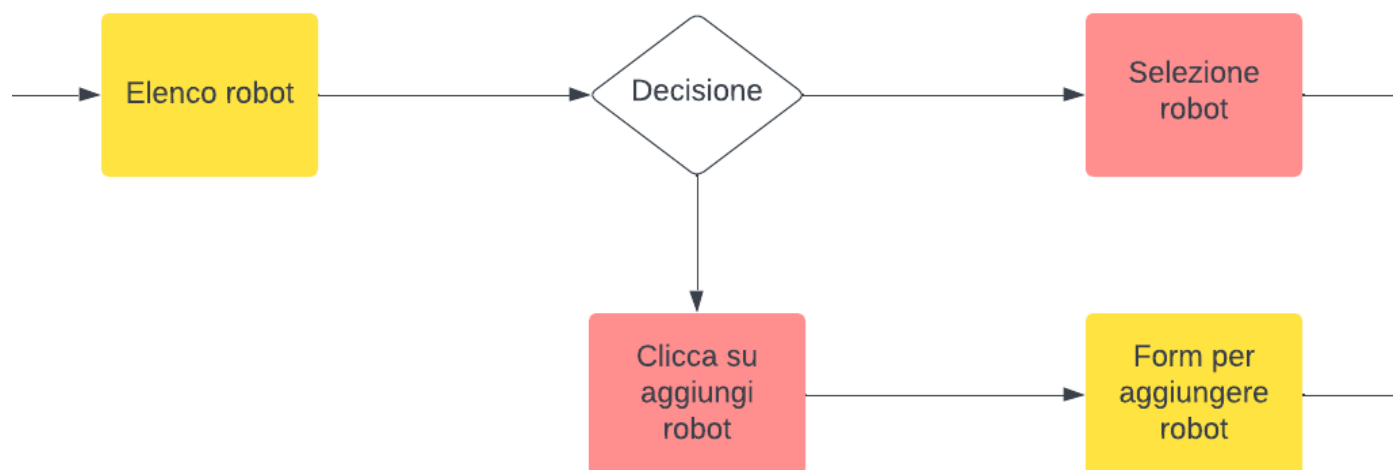 Elenco robot
Decisione
Selezione
robot
Clicca su
aggiungi
robot
Form per
aggiungere
robot